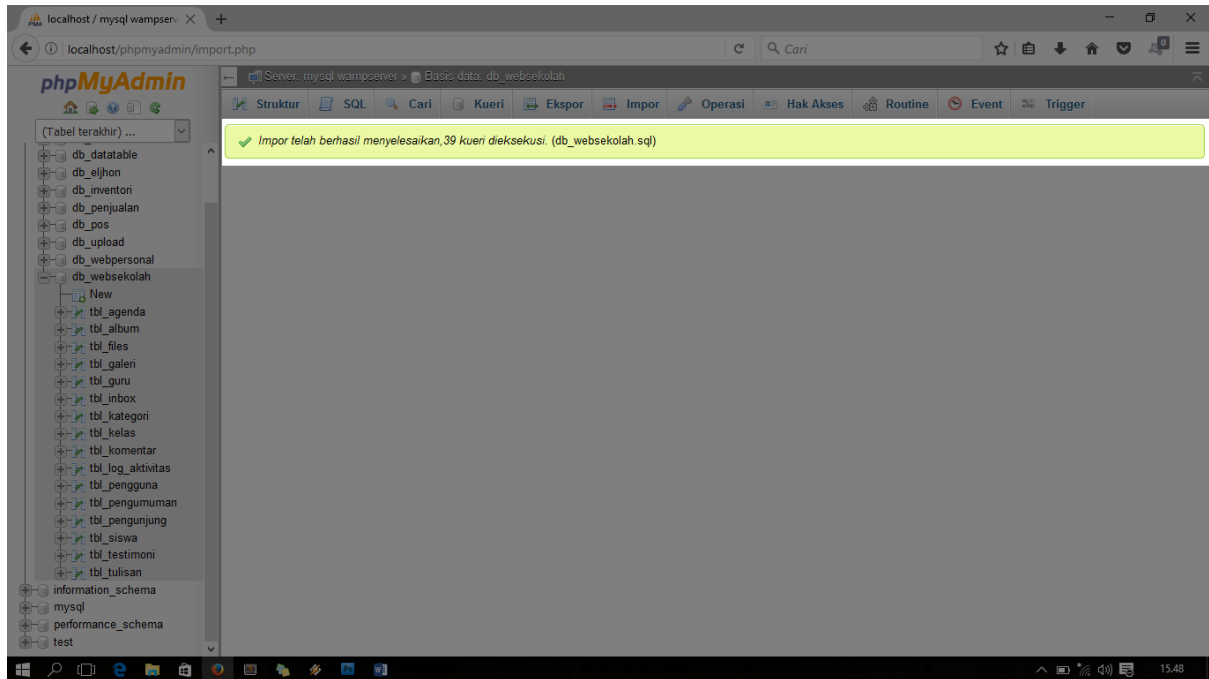 localhost / mysql wampserv
localhost/phpmyadmin/import.php
Cari
phpMyAdmin
Server: mysql wampserver » Basis data: db_websekolah
Struktur SQL Cari Kueri Ekspor Impor Operasi Hak Akses Routine Event Trigger
(Tabel terakhir) ...
Impor telah berhasil menyelesaikan,39 kueri dieksekusi. (db_websekolah.sql)
db_datatable
db_eljhon
db_inventori
db_penjualan
db_pos
db_upload
db_webpersonal
db_websekolah
New
tbl_agenda
tbl_album
tbl_files
tbl_galeri
tbl_guru
tbl_inbox
tbl_kategori
tbl_kelas
tbl_komentar
tbl_log_aktivitas
tbl_pengguna
tbl_pengumuman
tbl_pengunjung
tbl_siswa
tbl_testimoni
tbl_tulisan
information_schema
mysql
performance_schema
test
15.48